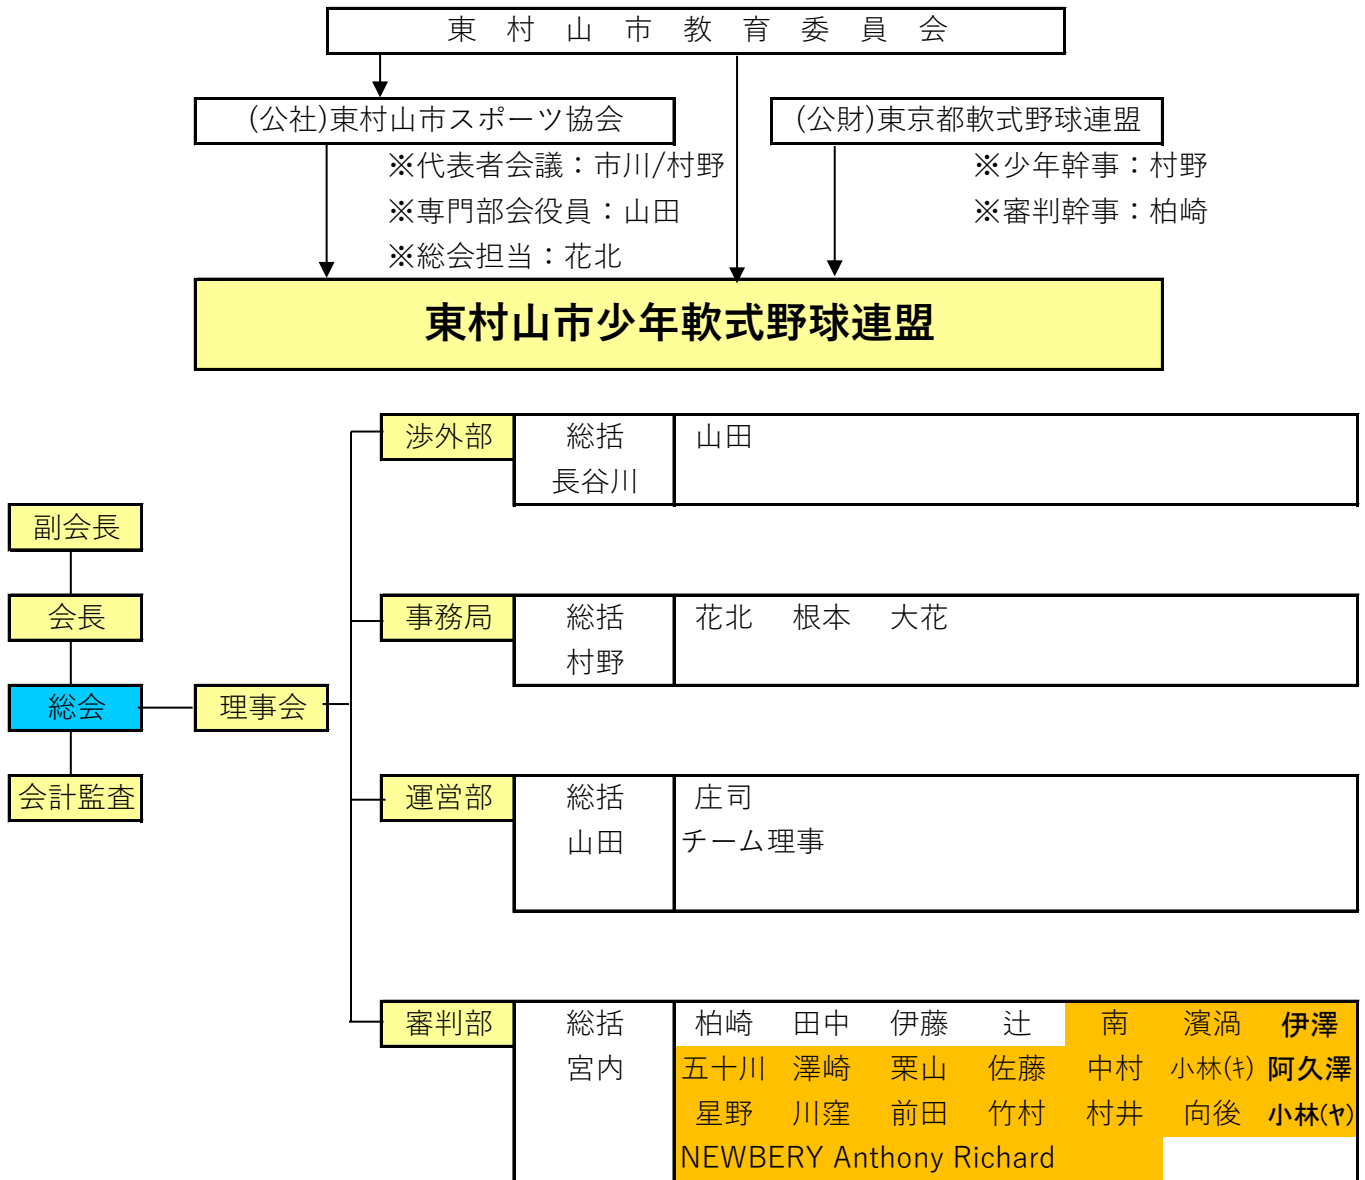 東村山市教育委員会
(公社)東村山市スポーツ協会
(公財)東京都軟式野球連盟
※代表者会議：市川/村野
※少年幹事：村野
※専門部会役員：山田
※審判幹事：柏崎
※総会担当：花北
東村山市少年軟式野球連盟
渉外部 総括 山田
長谷川
副会長
会長
事務局 総括 花北 根本 大花
村野
総会 理事会
会計監査
運営部 総括 庄司
山田 チーム理事
審判部 総括 柏崎 田中 伊藤 辻 南 濱渦 伊澤
宮内 五十川 澤崎 栗山 佐藤 中村 小林(ｷ) 阿久澤
星野 川窪 前田 竹村 村井 向後 小林(ヤ)
NEWBERY Anthony Richard